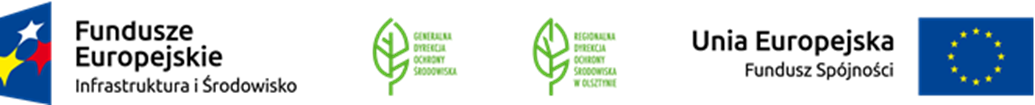 Fundusze
Europejskie
Infrastruktura i Środowisko
GENERALNA
DYREKCJA
OCHRONY
ŚRODOWISKA
REGIONALNA
DYREKCJA
OCHRONY
ŚRODOWISKA
W OLSZTYNIE
Unia Europejska
Fundusz Spójności